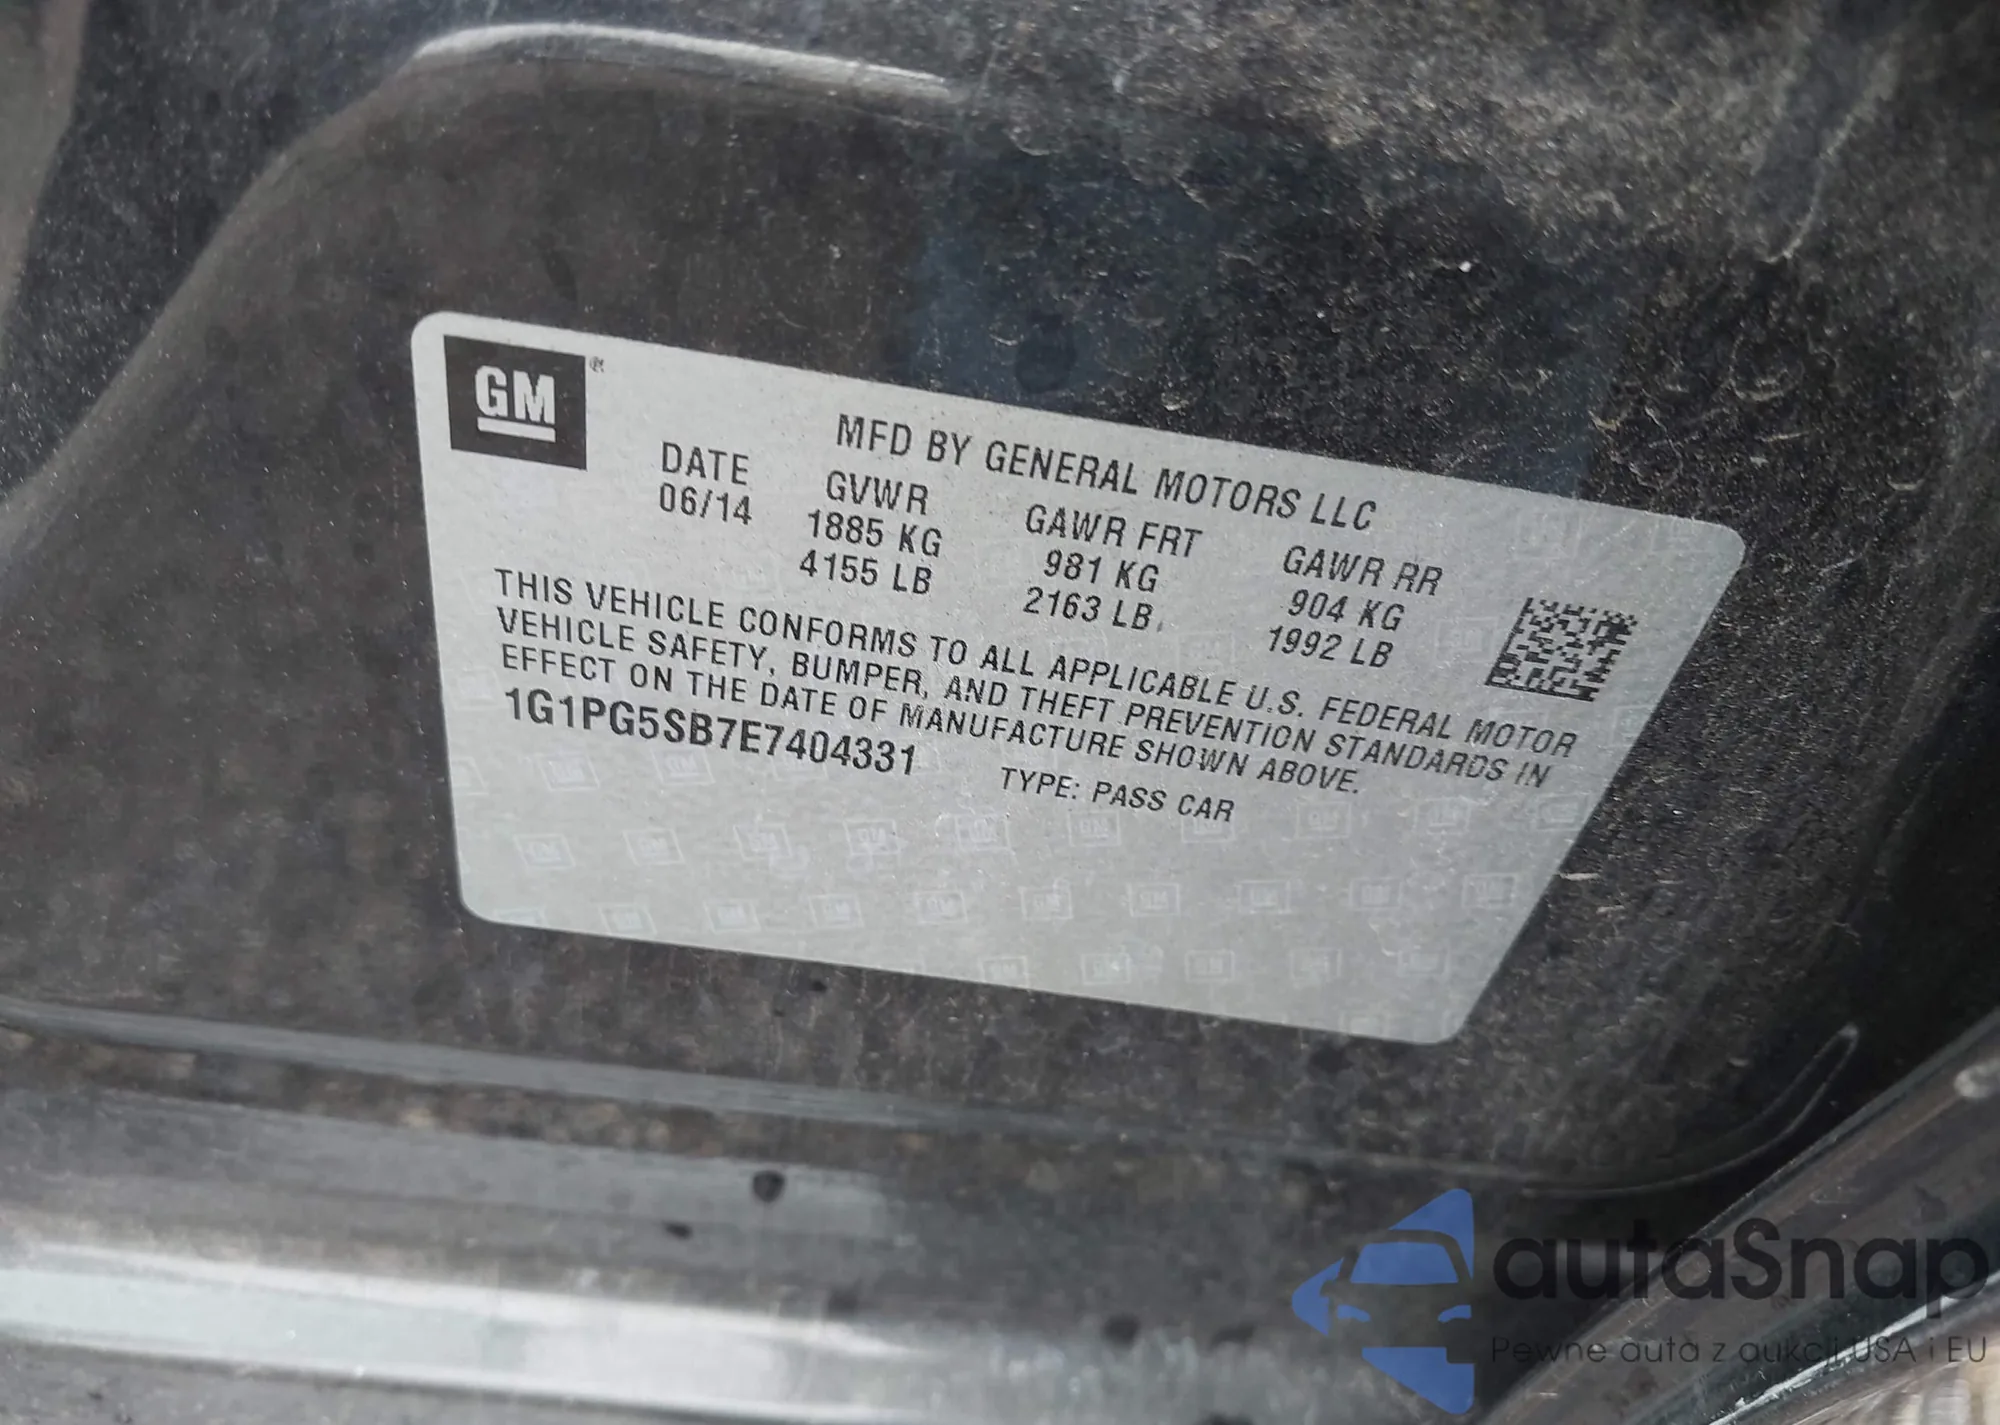 GM®
MFD BY GENERAL MOTORS LLC
DATE GVWR GAWR FRT GAWR RR
06/14 1885 KG 981 KG 904 KG
4155 LB 2163 LB 1992 LB
THIS VEHICLE CONFORMS TO ALL APPLICABLE U.S. FEDERAL MOTOR
VEHICLE SAFETY, BUMPER, AND THEFT PREVENTION STANDARDS IN
EFFECT ON THE DATE OF MANUFACTURE SHOWN ABOVE.
1G1PG5SB7E7404331 TYPE: PASS CAR
autaSnap
Pewne auta z aukcji USA i EU